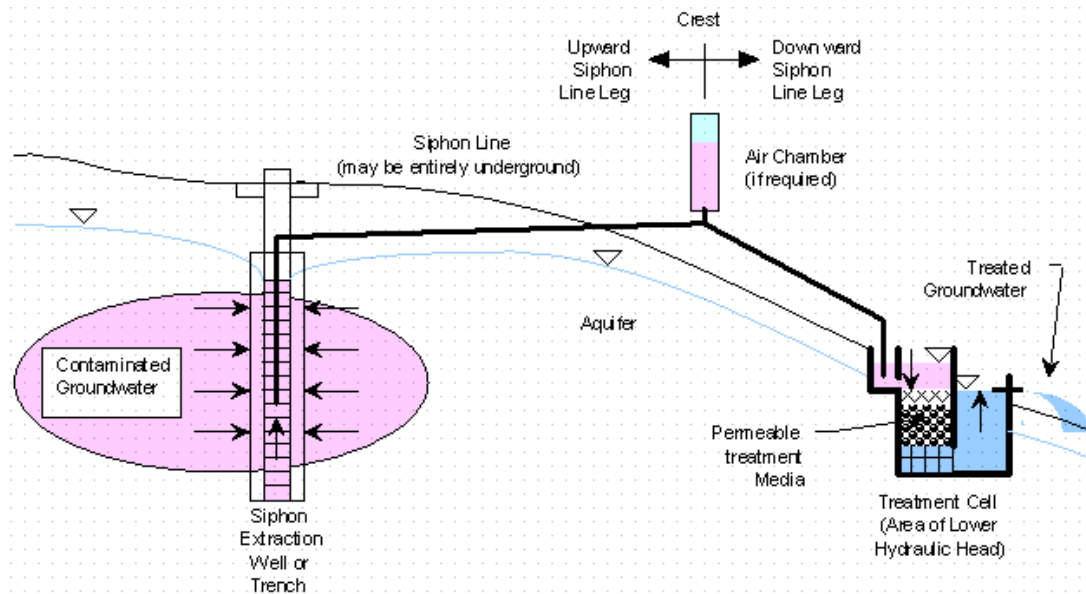 Crest
Upward
Siphon
Line Leg
Downward
Siphon
Line Leg
Siphon Line
(may be entirely underground)
Air Chamber
(if required)
Treated
Groundwater
Aquifer
Contaminated
Groundwater
Permeable
treatment
Media
Siphon
Extraction
Well or
Trench
Treatment Cell
(Area of Lower
Hydraulic Head)